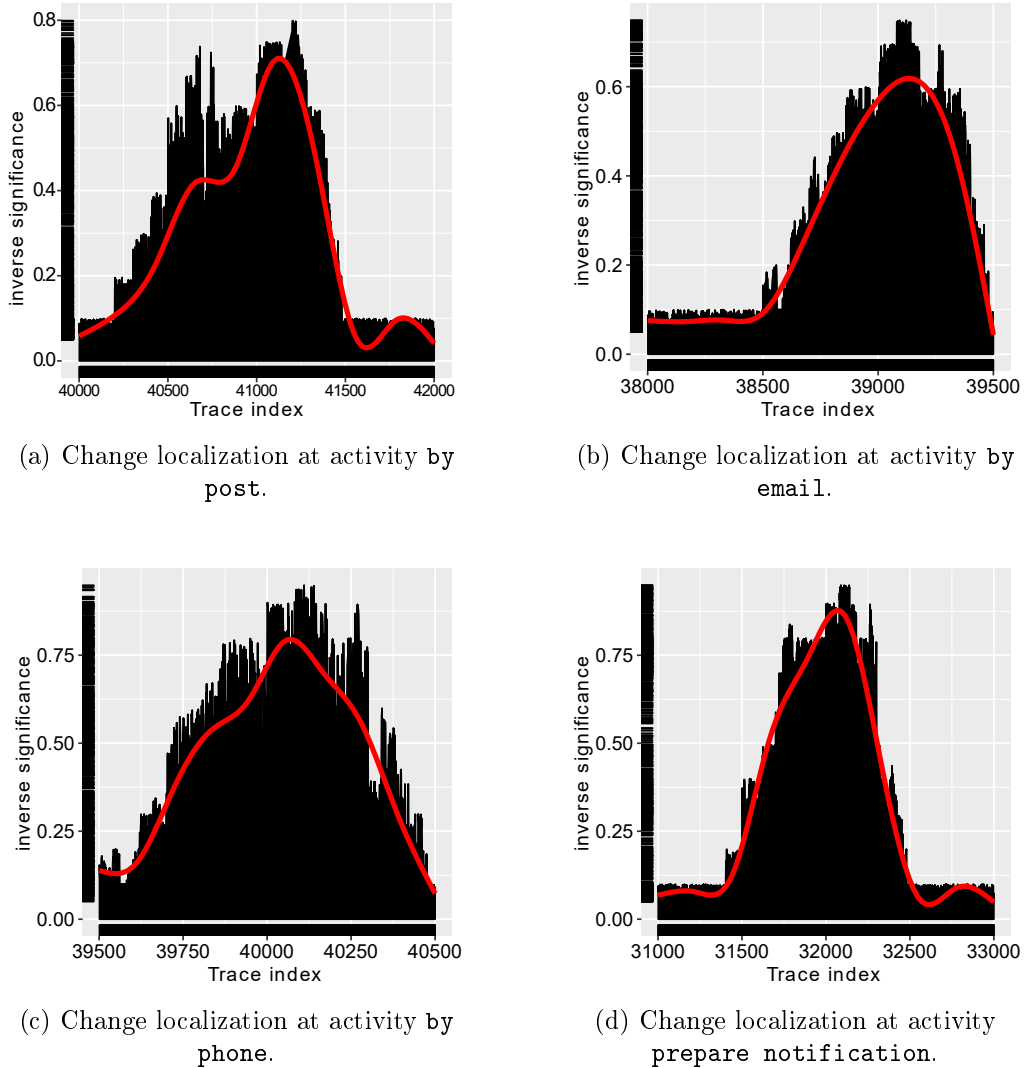 0.8
0.6
0.4
0.2
0.0
inverse significance
40000 40500 41000 41500 42000
Trace index
(a) Change localization at activity by
post.
0.6
0.4
0.2
0.0
inverse significance
38000 38500 39000 39500
Trace index
(b) Change localization at activity by
email.
0.75
0.50
0.25
0.00
inverse significance
39500 39750 40000 40250 40500
Trace index
(c) Change localization at activity by
phone.
0.75
0.50
0.25
0.00
inverse significance
31000 31500 32000 32500 33000
Trace index
(d) Change localization at activity
prepare notification.